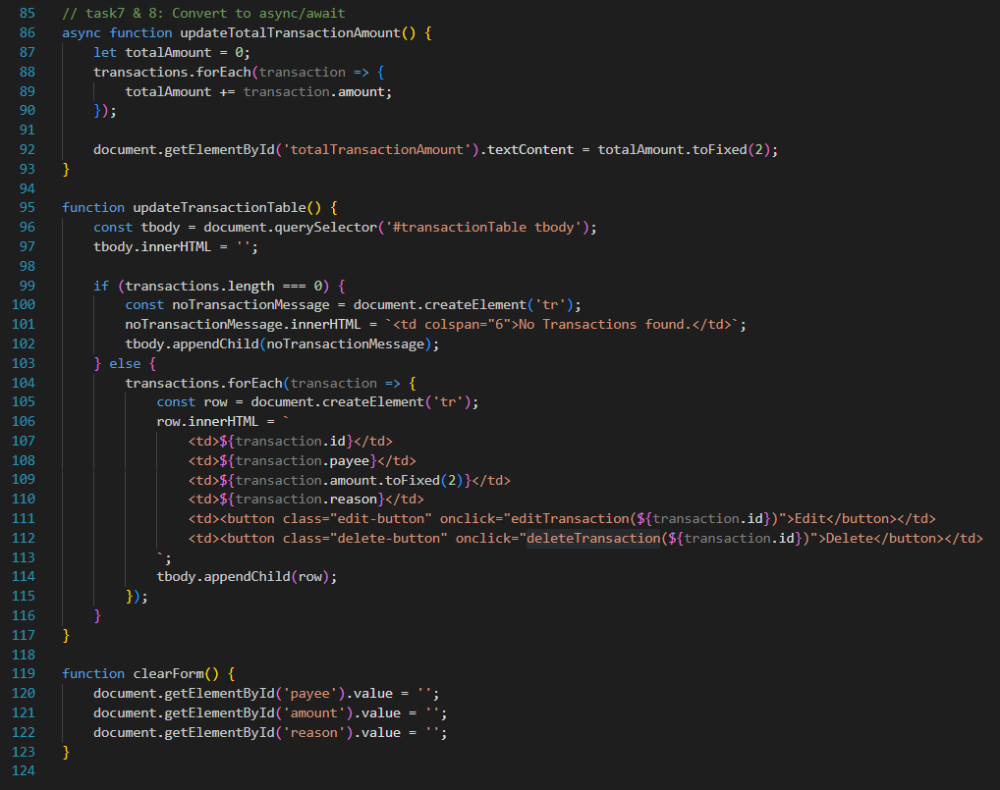 85 // task7 & 8: Convert to async/await
86 async function updateTotalTransactionAmount() {
87     let totalAmount = 0;
88     transactions.forEach(transaction => {
89         totalAmount += transaction.amount;
90     });
91
92     document.getElementById('totalTransactionAmount').textContent = totalAmount.toFixed(2);
93 }
94
95 function updateTransactionTable() {
96     const tbody = document.querySelector('#transactionTable tbody');
97     tbody.innerHTML = '';
98
99     if (transactions.length === 0) {
100         const noTransactionMessage = document.createElement('tr');
101         noTransactionMessage.innerHTML = `<td colspan="6">No Transactions found.</td>`;
102         tbody.appendChild(noTransactionMessage);
103     } else {
104         transactions.forEach(transaction => {
105             const row = document.createElement('tr');
106             row.innerHTML = `
107                 <td>${transaction.id}</td>
108                 <td>${transaction.payee}</td>
109                 <td>${transaction.amount.toFixed(2)}</td>
110                 <td>${transaction.reason}</td>
111                 <td><button class="edit-button" onclick="editTransaction(${transaction.id})">Edit</button></td>
112                 <td><button class="delete-button" onclick="deleteTransaction(${transaction.id})">Delete</button></td>
113             `;
114             tbody.appendChild(row);
115         });
116     }
117 }
118
119 function clearForm() {
120     document.getElementById('payee').value = '';
121     document.getElementById('amount').value = '';
122     document.getElementById('reason').value = '';
123 }
124